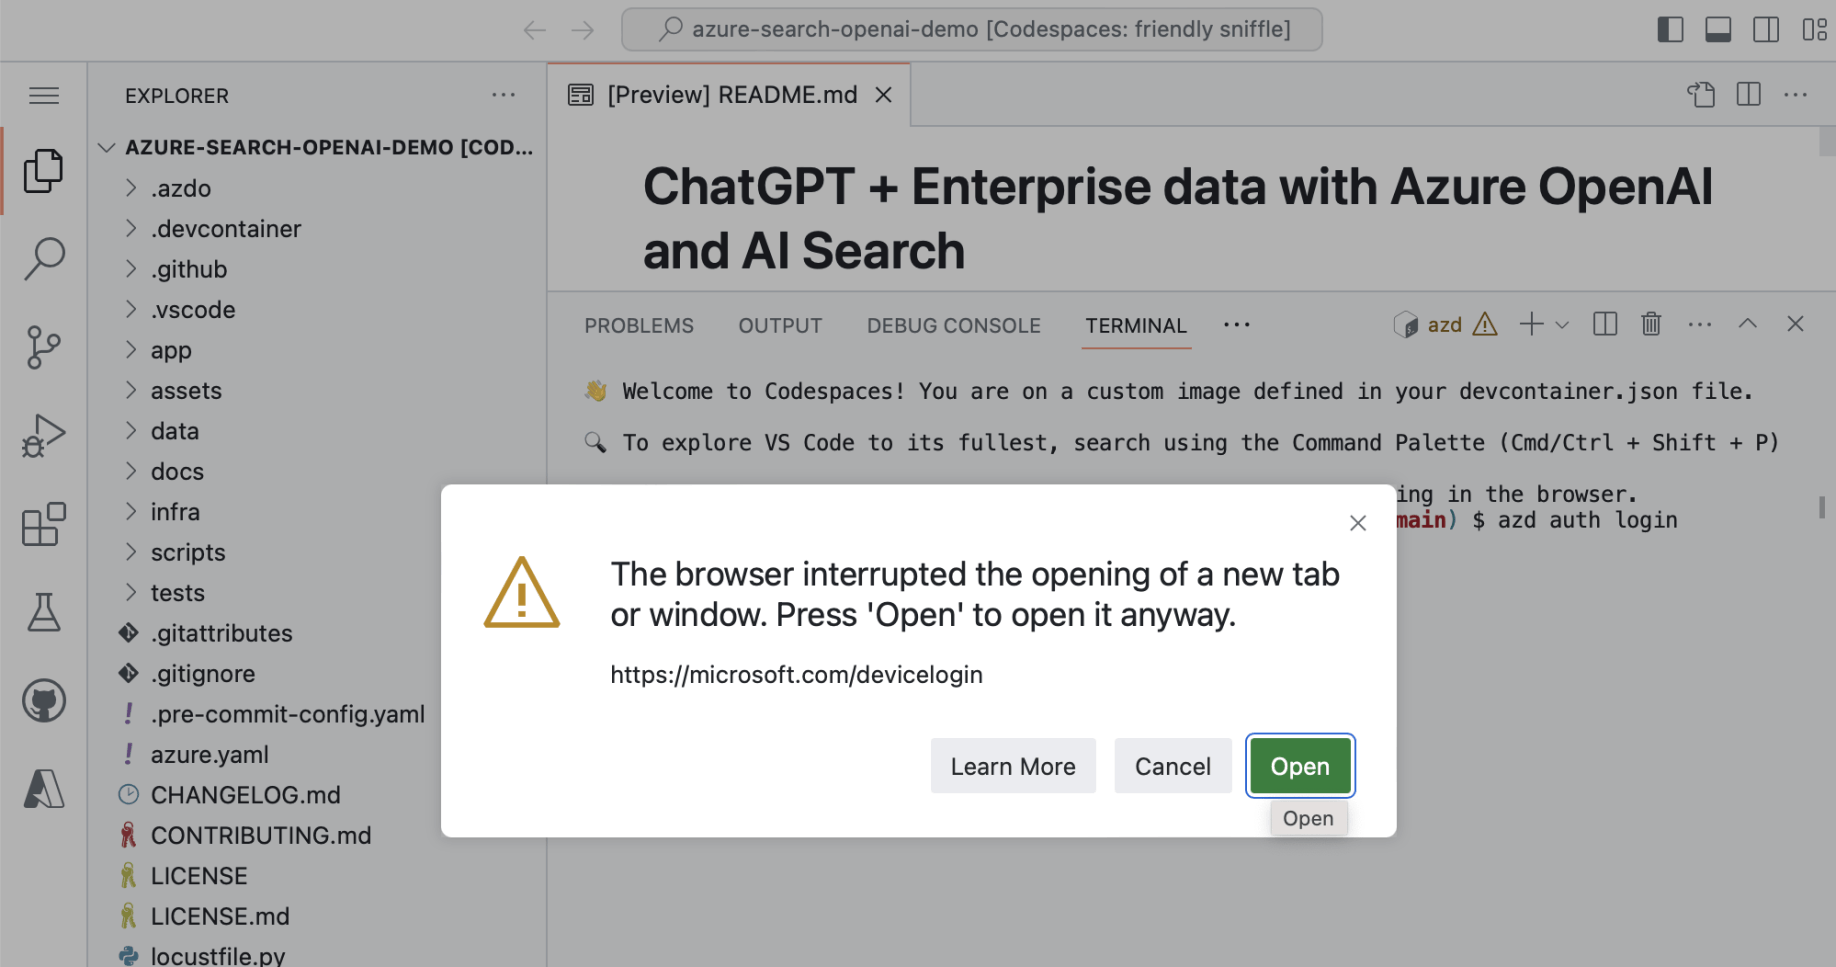 azure-search-openai-demo [Codespaces: friendly sniffle]
EXPLORER
[Preview] README.md
AZURE-SEARCH-OPENAI-DEMO [COD...
.azdo
.devcontainer
.github
.vscode
app
assets
data
docs
infra
scripts
tests
.gitattributes
.gitignore
.pre-commit-config.yaml
azure.yaml
CHANGELOG.md
CONTRIBUTING.md
LICENSE
LICENSE.md
locustfile.py
ChatGPT + Enterprise data with Azure OpenAI
and AI Search
PROBLEMS OUTPUT DEBUG CONSOLE TERMINAL azd
Welcome to Codespaces! You are on a custom image defined in your devcontainer.json file.
To explore VS Code to its fullest, search using the Command Palette (Cmd/Ctrl + Shift + P)
ing in the browser.
main) $ azd auth login
The browser interrupted the opening of a new tab
or window. Press 'Open' to open it anyway.
https://microsoft.com/devicelogin
Learn More Cancel Open
Open